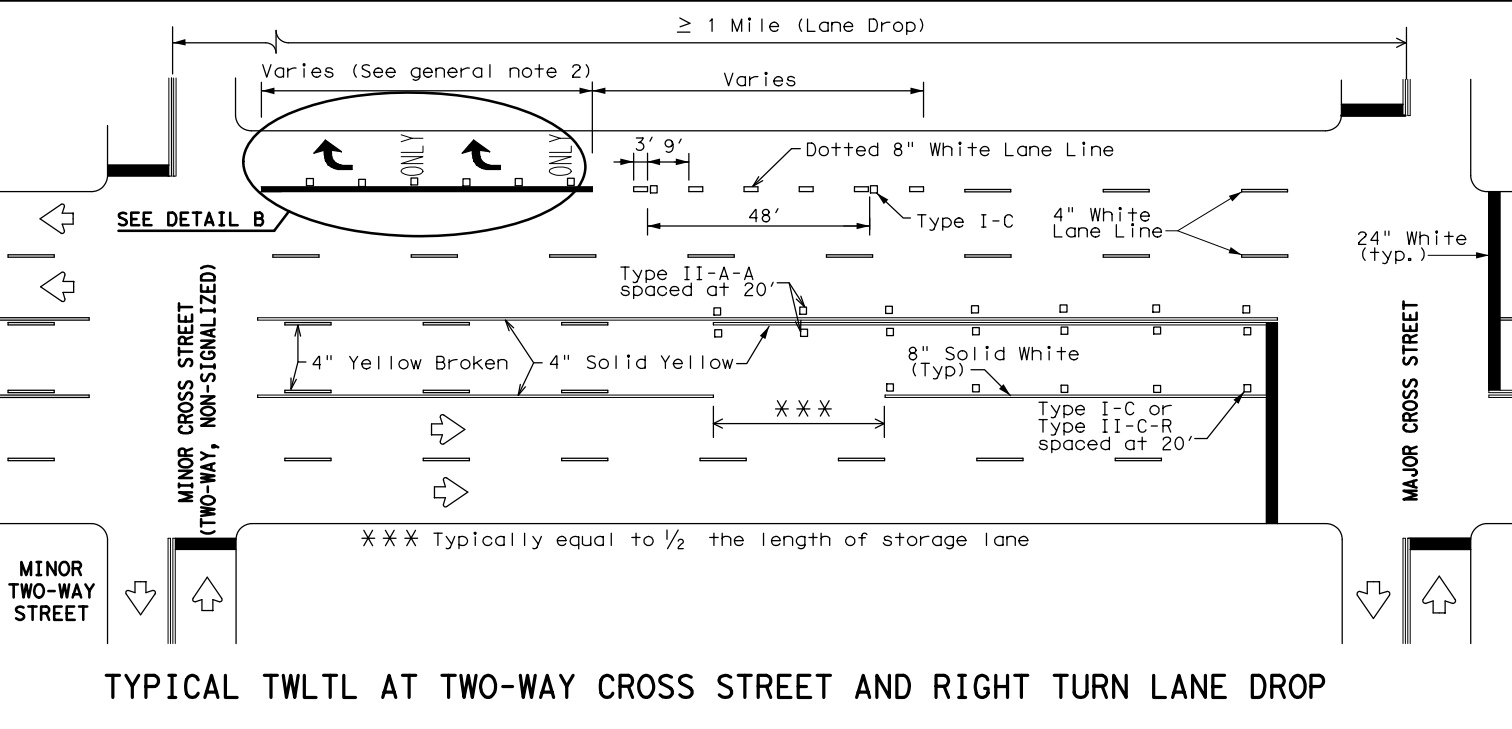 ≥ 1 Mile (Lane Drop)
Varies (See general note 2)
Varies
ONLY
ONLY
3' 9'
Dotted 8" White Lane Line
SEE DETAIL B
48'
Type I-C
4" White
Lane Line
24" White
(typ.)
Type II-A-A
spaced at 20'
MINOR CROSS STREET
(TWO-WAY, NON-SIGNALIZED)
4" Yellow Broken
4" Solid Yellow
8" Solid White
(Typ)
***
Type I-C or
Type II-C-R
spaced at 20'
MAJOR CROSS STREET
*** Typically equal to ½ the length of storage lane
MINOR
TWO-WAY
STREET
TYPICAL TWLTL AT TWO-WAY CROSS STREET AND RIGHT TURN LANE DROP